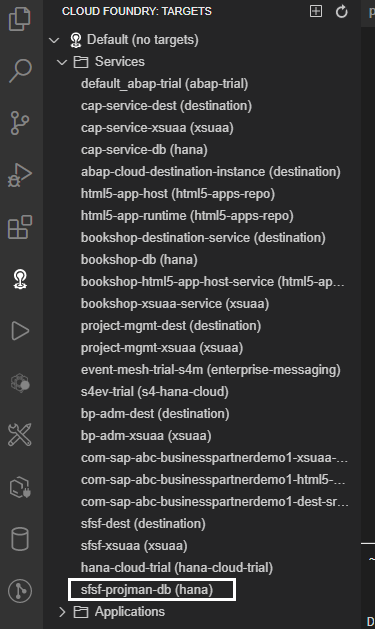 CLOUD FOUNDRY: TARGETS
p
Default (no targets)
Services
default_abap-trial (abap-trial)
cap-service-dest (destination)
cap-service-xsuaa (xsuaa)
cap-service-db (hana)
abap-cloud-destination-instance (destination)
html5-app-host (html5-apps-repo)
html5-app-runtime (html5-apps-repo)
bookshop-destination-service (destination)
bookshop-db (hana)
bookshop-html5-app-host-service (html5-ap...
bookshop-xsuaa-service (xsuaa)
project-mgmt-dest (destination)
project-mgmt-xsuaa (xsuaa)
event-mesh-trial-s4m (enterprise-messaging)
s4ev-trial (s4-hana-cloud)
bp-adm-dest (destination)
bp-adm-xsuaa (xsuaa)
com-sap-abc-businesspartnerdemo1-xsuaa-...
com-sap-abc-businesspartnerdemo1-html5-...
com-sap-abc-businesspartnerdemo1-dest-sr...
sfsf-dest (destination)
sfsf-xsuaa (xsuaa)
hana-cloud-trial (hana-cloud-trial)
~
sfsf-projman-db (hana)
Applications
D